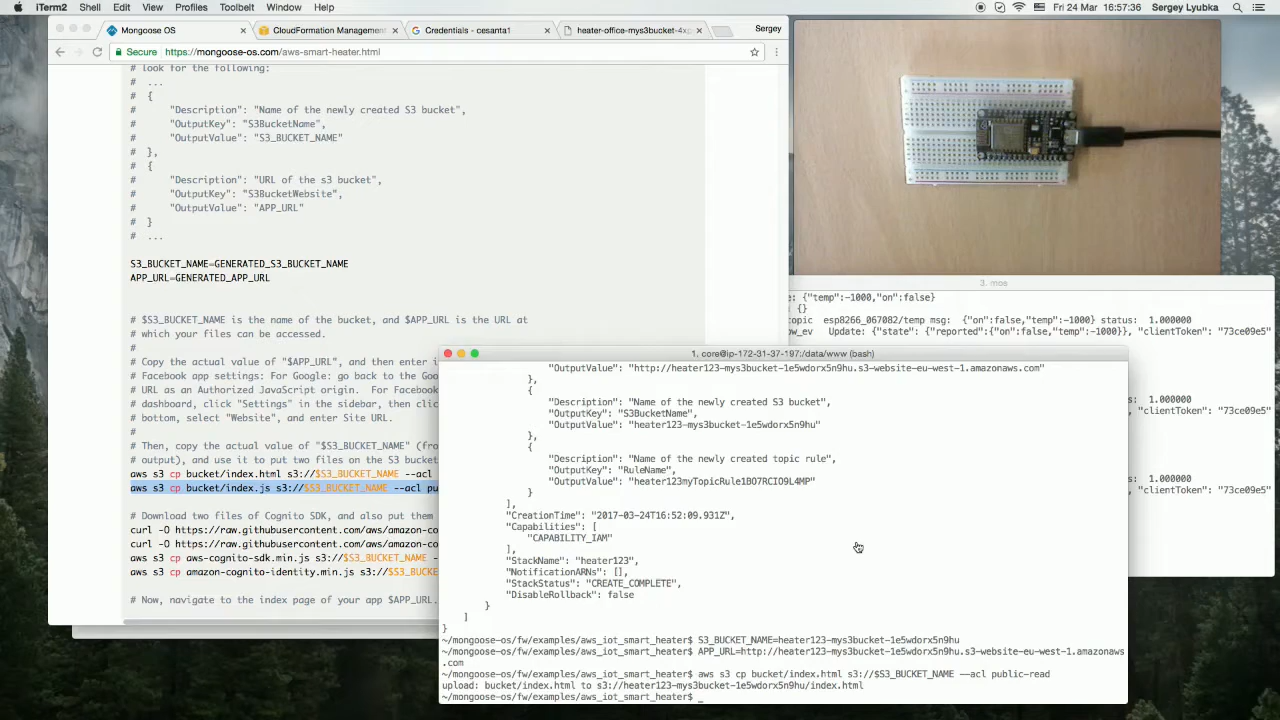 iTerm2 Shell Edit View Profiles Toolbelt Window Help Fri 24 Mar 16:57:36 Sergey Lyubka
Mongoose OS CloudFormation Management Credentials - cesanta1 heater-office-mys3bucket-4xp Sergey
Secure https://mongoose-os.com/aws-smart-heater.html
# look for the following:
# ...
# {
# "Description": "Name of the newly created S3 bucket",
# "OutputKey": "S3BucketName",
# "OutputValue": "S3_BUCKET_NAME"
# },
# {
# "Description": "URL of the s3 bucket",
# "OutputKey": "S3BucketWebsite",
# "OutputValue": "APP_URL"
# }
# ...
S3_BUCKET_NAME=GENERATED_S3_BUCKET_NAME
APP_URL=GENERATED_APP_URL
# $S3_BUCKET_NAME is the name of the bucket, and $APP_URL is the URL at
# which your files can be accessed.
#
# Copy the actual value of "$APP_URL", and then enter i
# Facebook app settings: For Google: go back to the Goo
# URL as an Authorized JavaScript origin. For Facebook
# dashboard, click "Settings" in the sidebar, then clic
# bottom, select "Website", and enter Site URL.
#
# Then, copy the actual value of "$S3_BUCKET_NAME" (fro
# output), and use it to put two files on the S3 bucket
aws s3 cp bucket/index.html s3://$S3_BUCKET_NAME --acl
aws s3 cp bucket/index.js s3://$S3_BUCKET_NAME --acl pu
# Download two files of Cognito SDK, and also put them
curl -O https://raw.githubusercontent.com/aws/amazon-co
curl -O https://raw.githubusercontent.com/aws/amazon-co
aws s3 cp aws-cognito-sdk.min.js s3://$S3_BUCKET_NAME -
aws s3 cp amazon-cognito-identity.min.js s3://$S3_BUCKE
# Now, navigate to the index page of your app $APP_URL.
3. mos
e: {"temp":-1000,"on":false}
: {}
topic esp8266_067082/temp msg: {"on":false,"temp":-1000} status: 1.000000
ow_ev Update: {"state": {"reported":{"on":false,"temp":-1000}}, "clientToken": "73ce09e5"
1.000000
, "clientToken": "73ce09e5"
1.000000
, "clientToken": "73ce09e5"
1. core@ip-172-31-37-197:/data/www (bash)
"OutputValue": "http://heater123-mys3bucket-1e5wdorx5n9hu.s3-website-eu-west-1.amazonaws.com"
},
{
"Description": "Name of the newly created S3 bucket",
"OutputKey": "S3BucketName",
"OutputValue": "heater123-mys3bucket-1e5wdorx5n9hu"
},
{
"Description": "Name of the newly created topic rule",
"OutputKey": "RuleName",
"OutputValue": "heater123myTopicRule1BO7RCIO9L4MP"
}
],
"CreationTime": "2017-03-24T16:52:09.931Z",
"Capabilities": [
"CAPABILITY_IAM"
],
"StackName": "heater123",
"NotificationARNs": [],
"StackStatus": "CREATE_COMPLETE",
"DisableRollback": false
}
]
}
~/mongoose-os/fw/examples/aws_iot_smart_heater$ S3_BUCKET_NAME=heater123-mys3bucket-1e5wdorx5n9hu
~/mongoose-os/fw/examples/aws_iot_smart_heater$ APP_URL=http://heater123-mys3bucket-1e5wdorx5n9hu.s3-website-eu-west-1.amazonaws
.com
~/mongoose-os/fw/examples/aws_iot_smart_heater$ aws s3 cp bucket/index.html s3://$S3_BUCKET_NAME --acl public-read
upload: bucket/index.html to s3://heater123-mys3bucket-1e5wdorx5n9hu/index.html
~/mongoose-os/fw/examples/aws_iot_smart_heater$ _